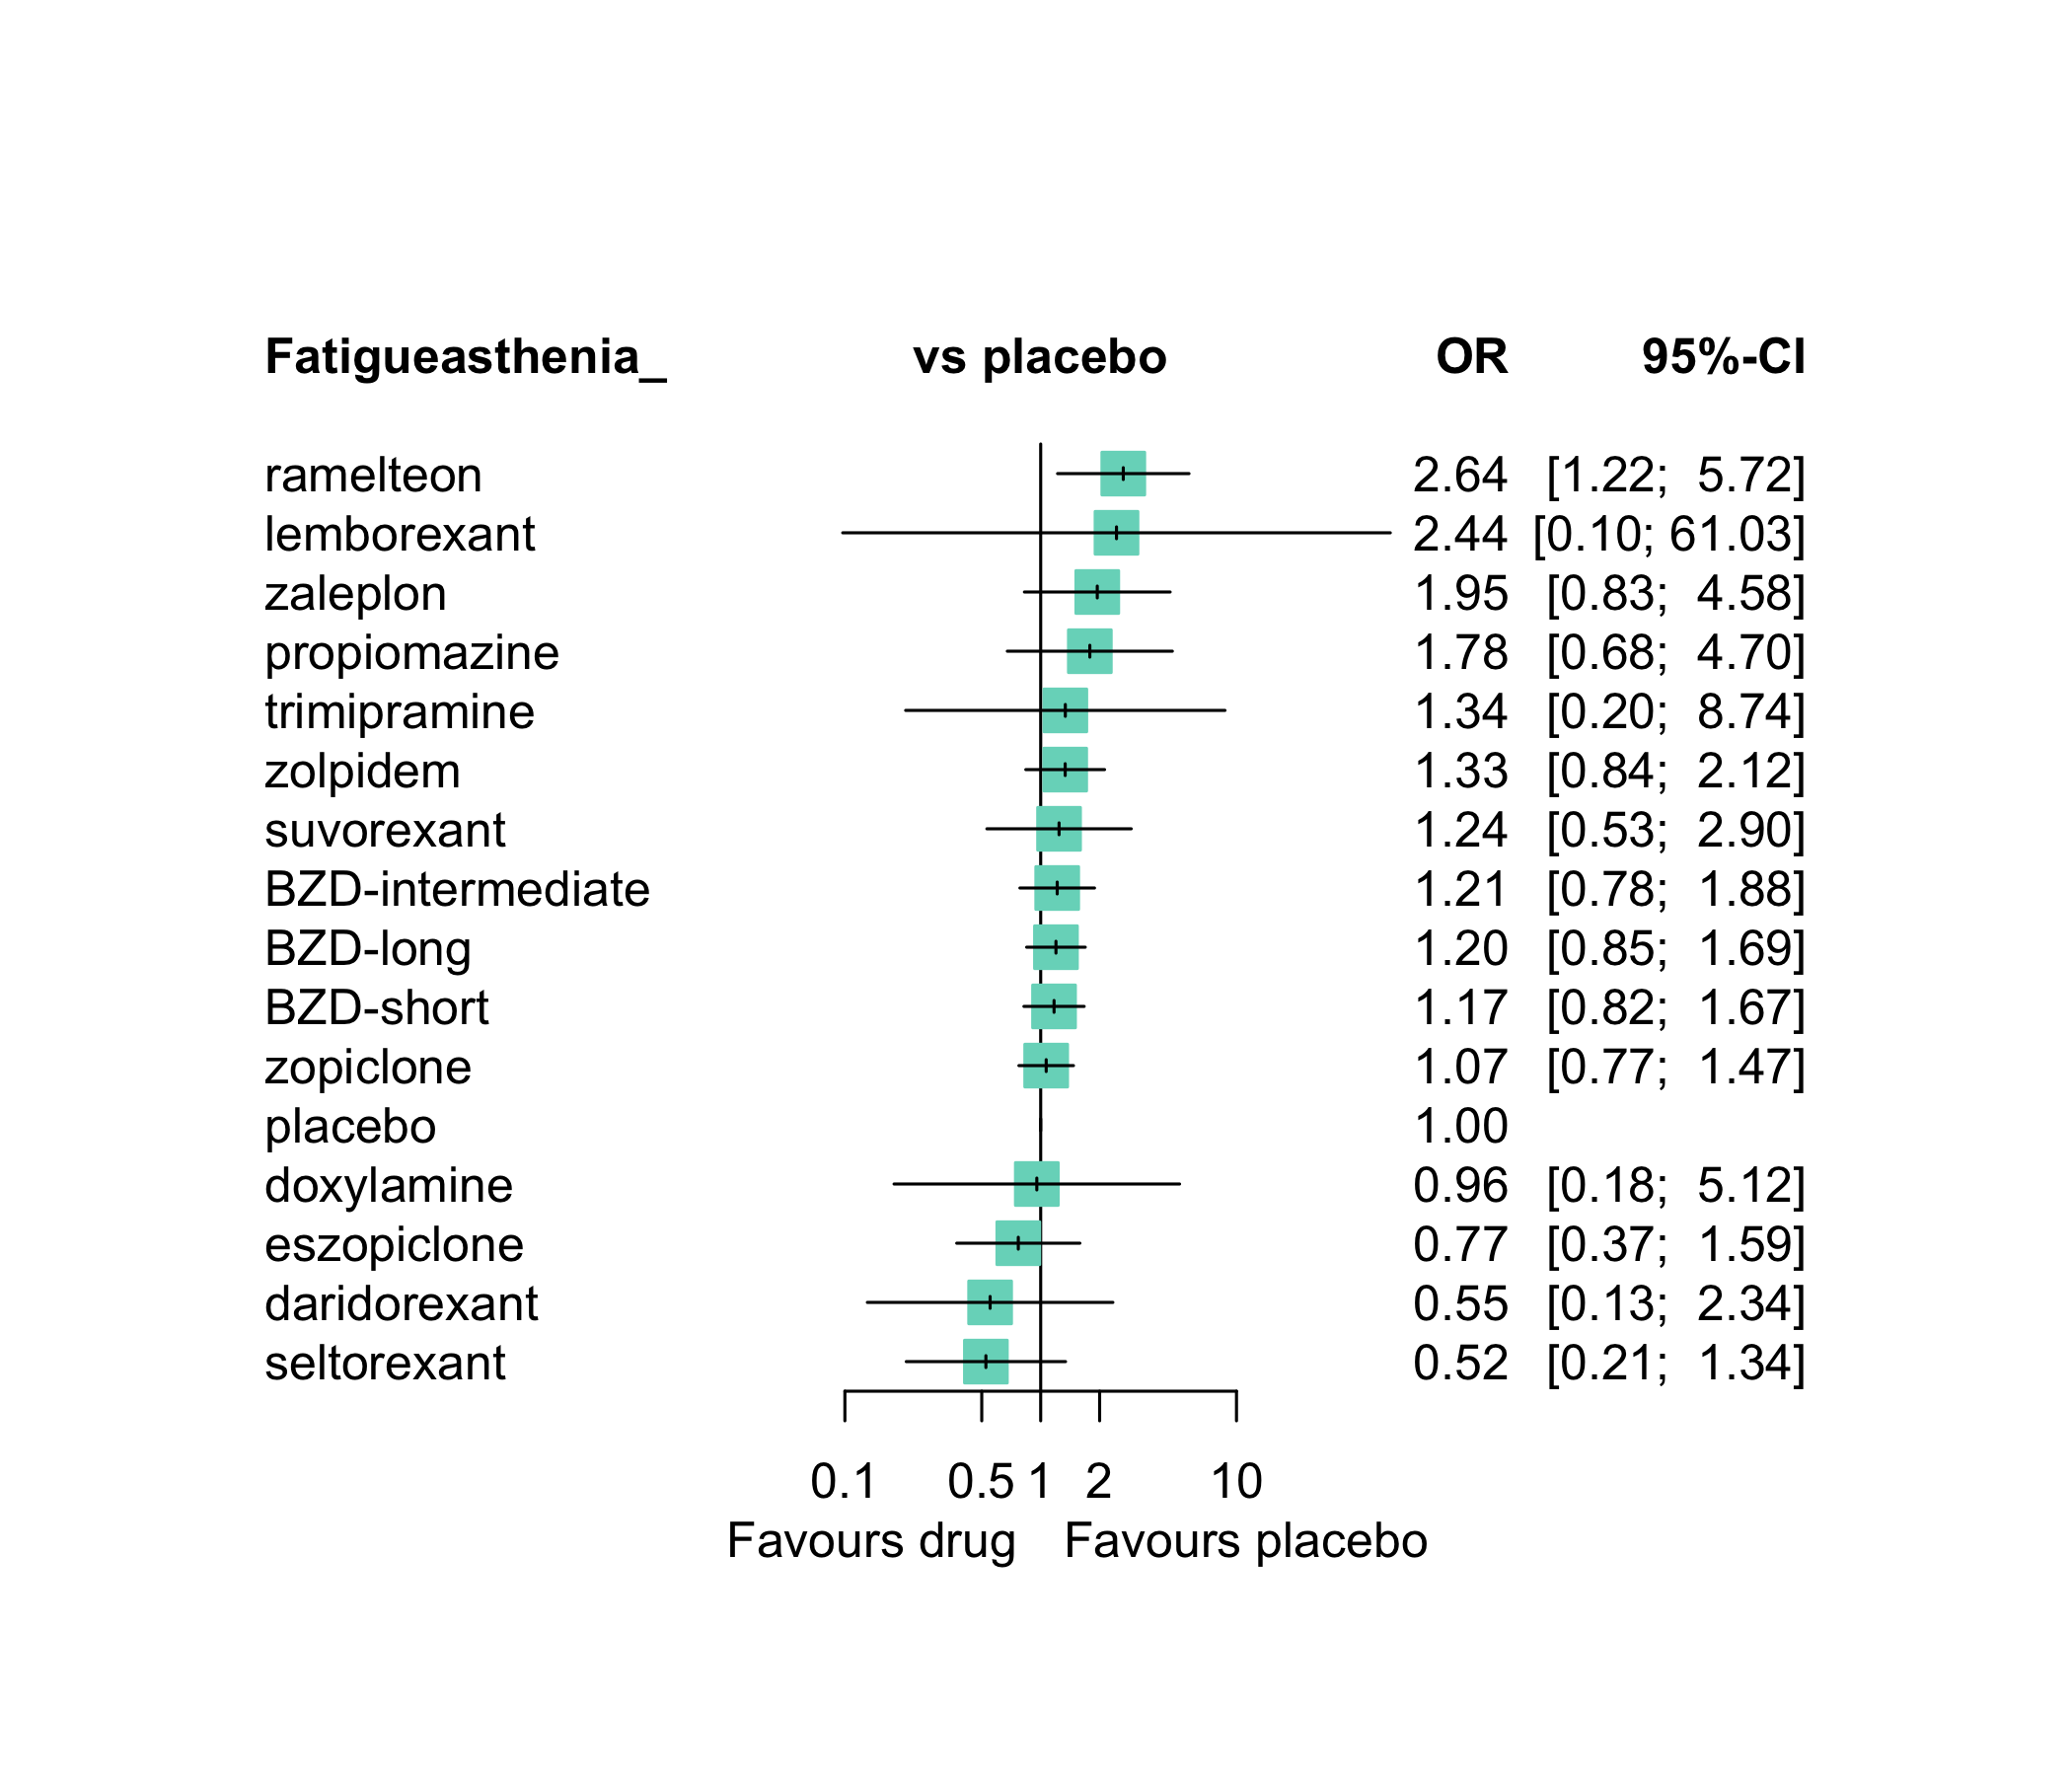 Fatigueasthenia_ vs placebo OR 95%-CI
ramelteon 2.64 [1.22; 5.72]
lemborexant 2.44 [0.10; 61.03]
zaleplon 1.95 [0.83; 4.58]
propiomazine 1.78 [0.68; 4.70]
trimipramine 1.34 [0.20; 8.74]
zolpidem 1.33 [0.84; 2.12]
suvorexant 1.24 [0.53; 2.90]
BZD-intermediate 1.21 [0.78; 1.88]
BZD-long 1.20 [0.85; 1.69]
BZD-short 1.17 [0.82; 1.67]
zopiclone 1.07 [0.77; 1.47]
placebo 1.00
doxylamine 0.96 [0.18; 5.12]
eszopiclone 0.77 [0.37; 1.59]
daridorexant 0.55 [0.13; 2.34]
seltorexant 0.52 [0.21; 1.34]
0.1 0.5 1 2 10
Favours drug Favours placebo